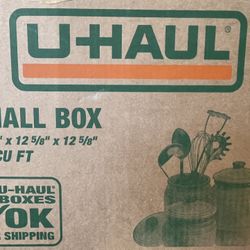 U-HAUL
MALL BOX
" x 12 5/8" x 12 5/8"
CU FT
U-HAUL
BOXES
OK
SHIPPING